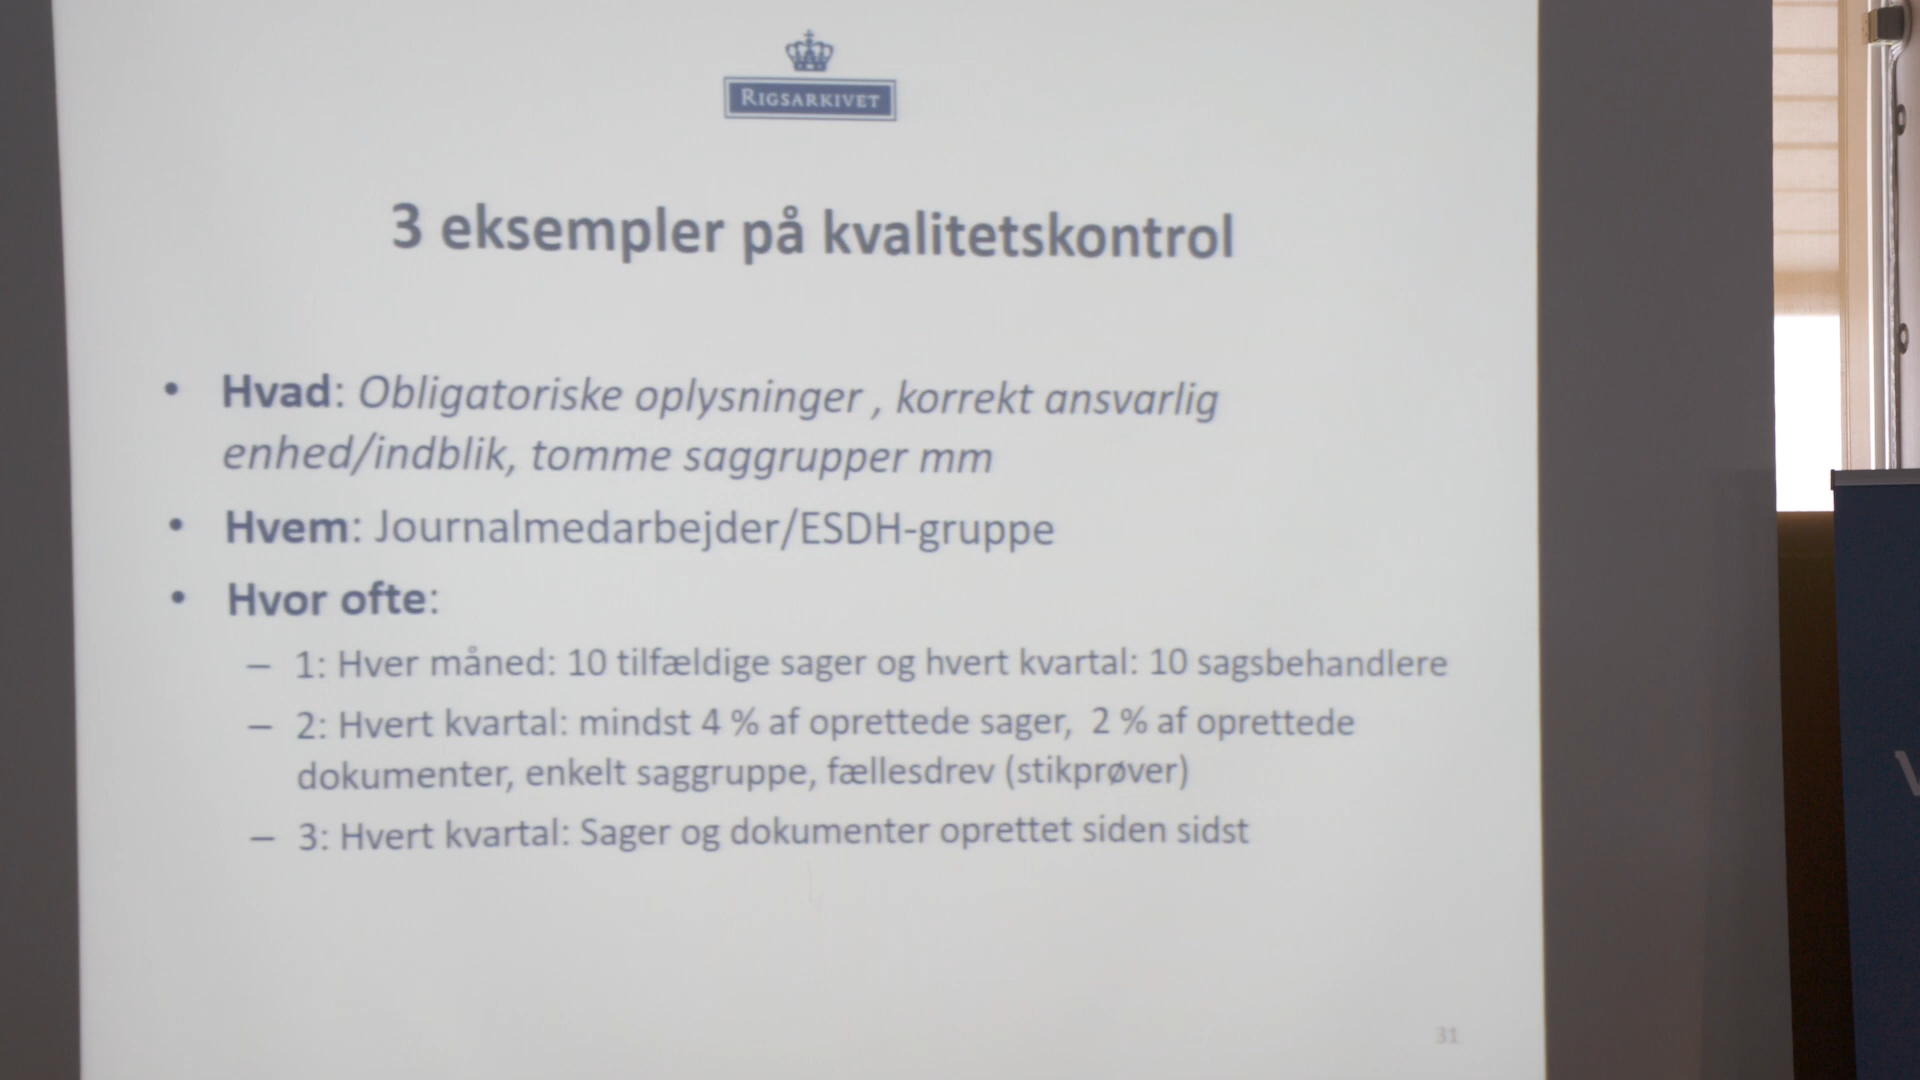 RIGSARKIVET
3 eksempler på kvalitetskontrol
• Hvad: Obligatoriske oplysninger , korrekt ansvarlig
enhed/indblik, tomme saggrupper mm
• Hvem: Journalmedarbejder/ESDH-gruppe
• Hvor ofte:
– 1: Hver måned: 10 tilfældige sager og hvert kvartal: 10 sagsbehandlere
– 2: Hvert kvartal: mindst 4 % af oprettede sager, 2 % af oprettede
dokumenter, enkelt saggruppe, fællesdrev (stikprøver)
– 3: Hvert kvartal: Sager og dokumenter oprettet siden sidst
31